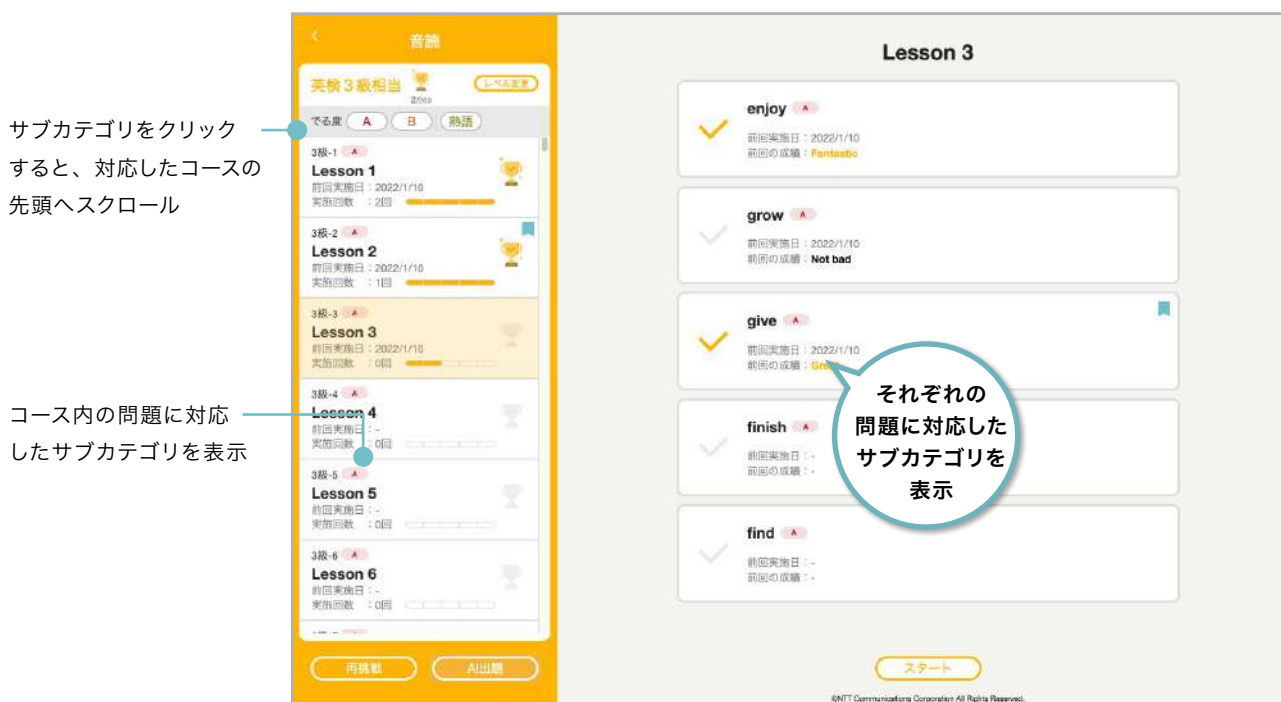 サブカテゴリをクリック
すると、対応したコースの
先頭へスクロール
コース内の問題に対応
したサブカテゴリを表示
音読
英検3級相当
レベル変更
でる度 A B 熟語
3級-1 A
Lesson 1
前回実施日：2022/1/10
実施回数 ：2回
3級-2 A
Lesson 2
前回実施日：2022/1/10
実施回数 ：1回
3級-3 A
Lesson 3
前回実施日：2022/1/10
実施回数 ：0回
3級-4 A
Lesson 4
前回実施日：-
実施回数 ：0回
3級-5 A
Lesson 5
前回実施日：-
実施回数 ：0回
3級-6 A
Lesson 6
前回実施日：-
実施回数 ：0回
再挑戦
AI出題
Lesson 3
enjoy A
前回実施日：2022/1/10
前回の成績：Fantastic
grow A
前回実施日：2022/1/10
前回の成績：Not bad
give A
前回実施日：2022/1/10
前回の成績：
それぞれの
問題に対応した
サブカテゴリを
表示
finish A
前回実施日：-
前回の成績：-
find A
前回実施日：-
前回の成績：-
スタート
©NTT Communications Corporation All Rights Reserved.